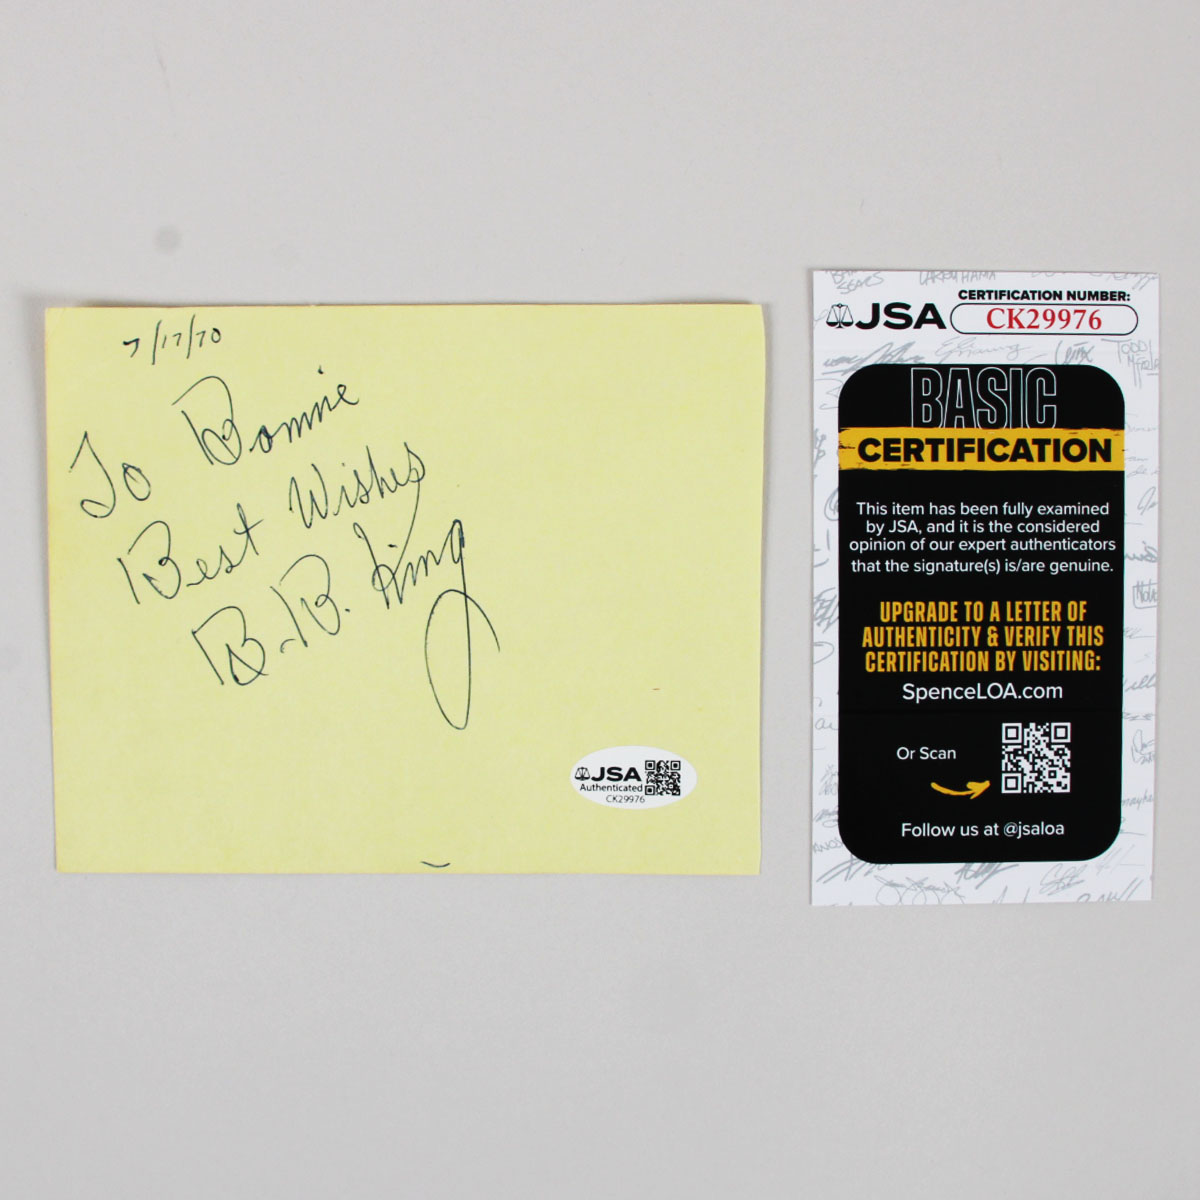 7/17/70
To Bonnie
Best Wishes
B.B. King
JSA
Authenticated
CK29976
JSA
CERTIFICATION NUMBER:
CK29976
BASIC
CERTIFICATION
This item has been fully examined
by JSA, and it is the considered
opinion of our expert authenticators
that the signature(s) is/are genuine.
UPGRADE TO A LETTER OF
AUTHENTICITY & VERIFY THIS
CERTIFICATION BY VISITING:
SpenceLOA.com
Or Scan
Follow us at @jsaloa
LARRY HAMA